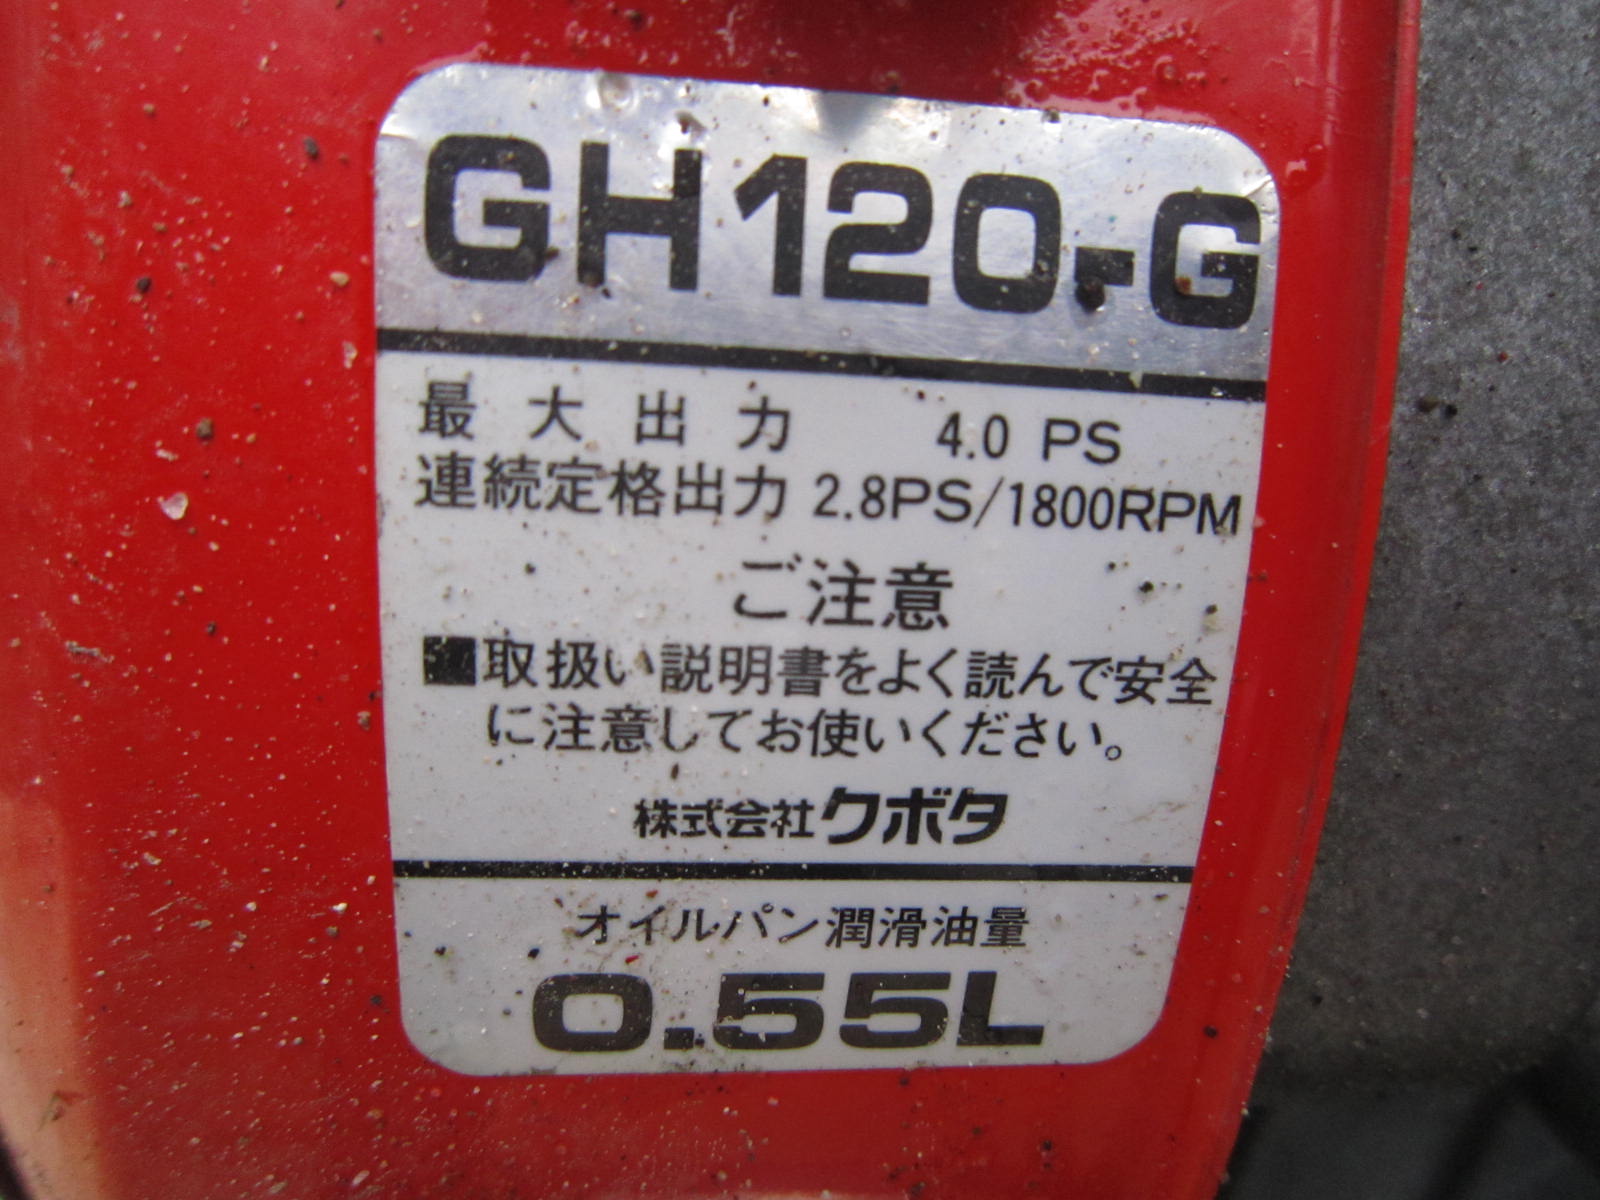 GH120-G
最大出力 4.0 PS
連続定格出力 2.8PS/1800RPM
ご注意
■取扱い説明書をよく読んで安全
に注意してお使いください。
株式会社クボタ
オイルパン潤滑油量
0.55L